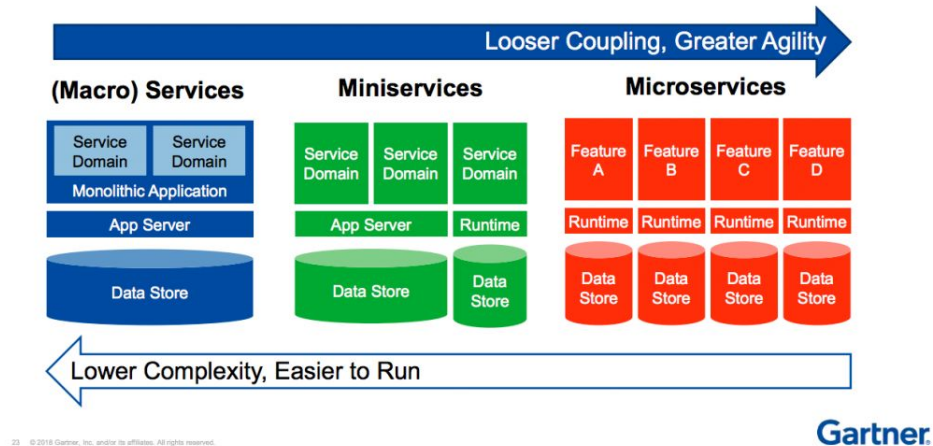 Looser Coupling, Greater Agility
(Macro) Services
Miniservices
Microservices
Service
Domain
Service
Domain
Monolithic Application
App Server
Data Store
Service
Domain
Service
Domain
Service
Domain
App Server
Runtime
Data Store
Data
Store
Feature
A
Feature
B
Feature
C
Feature
D
Runtime
Runtime
Runtime
Runtime
Data
Store
Data
Store
Data
Store
Data
Store
Lower Complexity, Easier to Run
23 © 2018 Gartner, Inc. and/or its affiliates. All rights reserved.
Gartner.